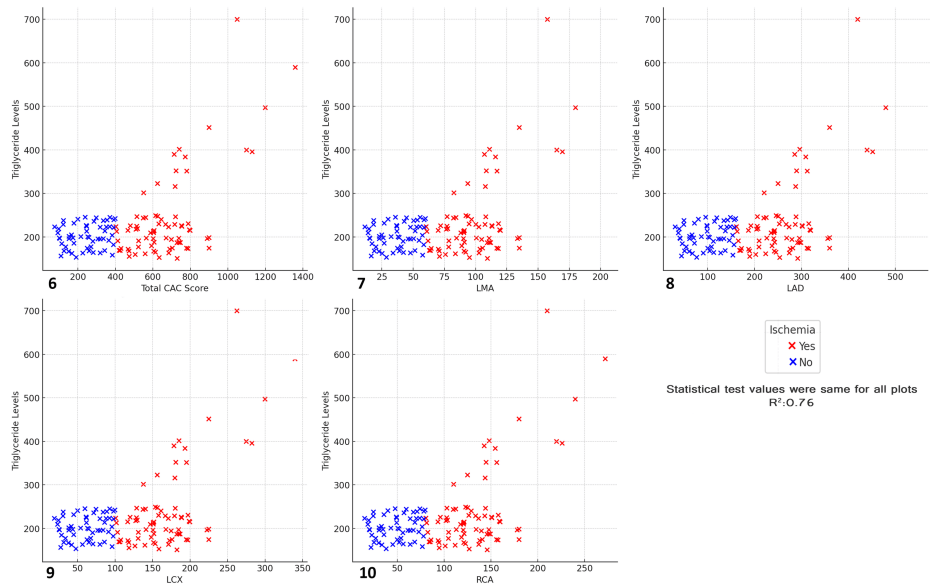 700
600
500
400
300
200
Triglyceride Levels
6
200 400 600 800 1000 1200 1400
Total CAC Score
700
600
500
400
300
200
Triglyceride Levels
7
25 50 75 100 125 150 175 200
LMA
700
600
500
400
300
200
Triglyceride Levels
8
100 200 300 400 500
LAD
700
600
500
400
300
200
Triglyceride Levels
9
50 100 150 200 250 300 350
LCX
700
600
500
400
300
200
Triglyceride Levels
10
50 100 150 200 250
RCA
Ischemia
Yes
No
Statistical test values were same for all plots
R²:0.76